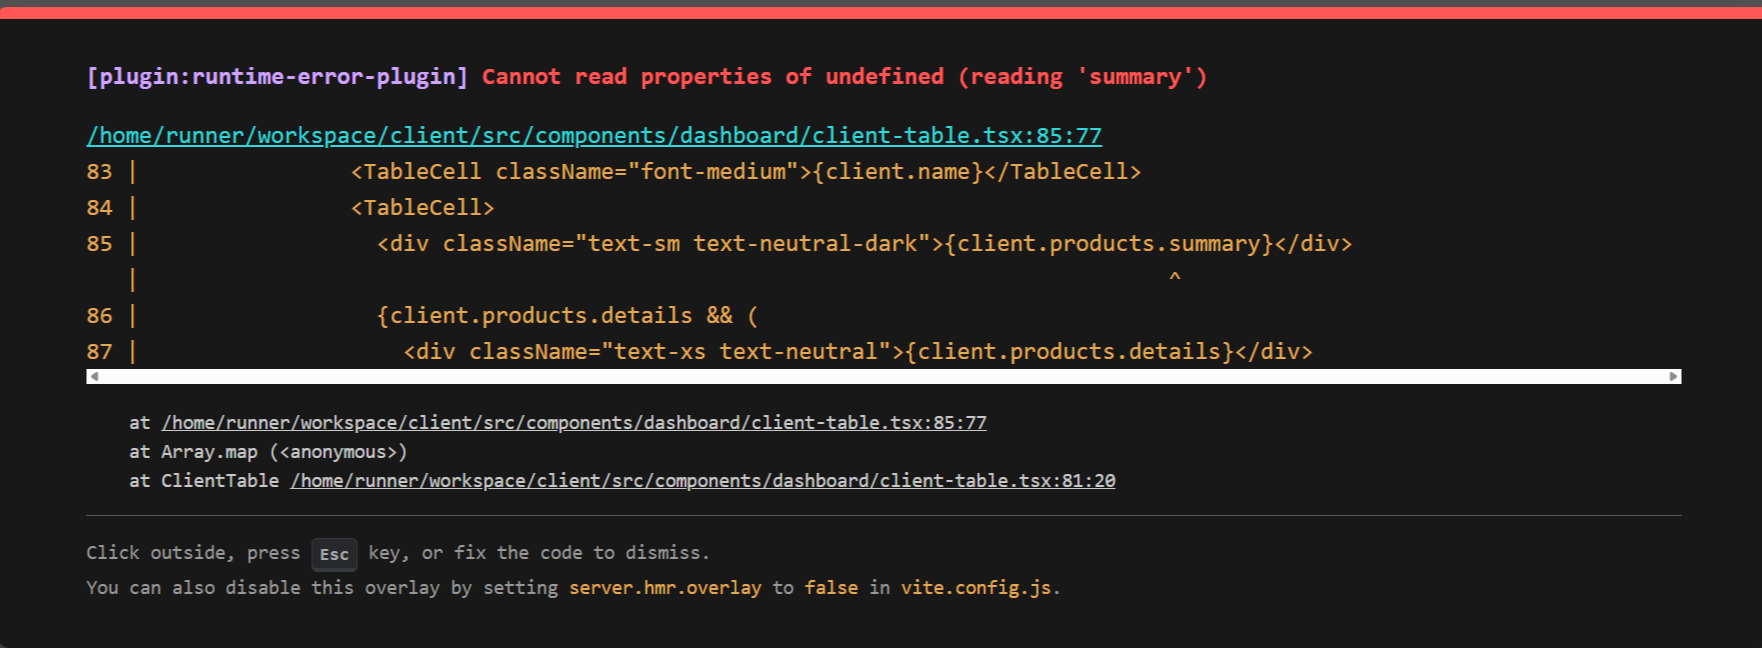 [plugin:runtime-error-plugin] Cannot read properties of undefined (reading 'summary')
/home/runner/workspace/client/src/components/dashboard/client-table.tsx:85:77
83 |                <TableCell className="font-medium">{client.name}</TableCell>
84 |                <TableCell>
85 |                  <div className="text-sm text-neutral-dark">{client.products.summary}</div>
   |                                                                              ^
86 |                  {client.products.details && (
87 |                    <div className="text-xs text-neutral">{client.products.details}</div>
at /home/runner/workspace/client/src/components/dashboard/client-table.tsx:85:77
at Array.map (<anonymous>)
at ClientTable /home/runner/workspace/client/src/components/dashboard/client-table.tsx:81:20
Click outside, press Esc key, or fix the code to dismiss.
You can also disable this overlay by setting server.hmr.overlay to false in vite.config.js.